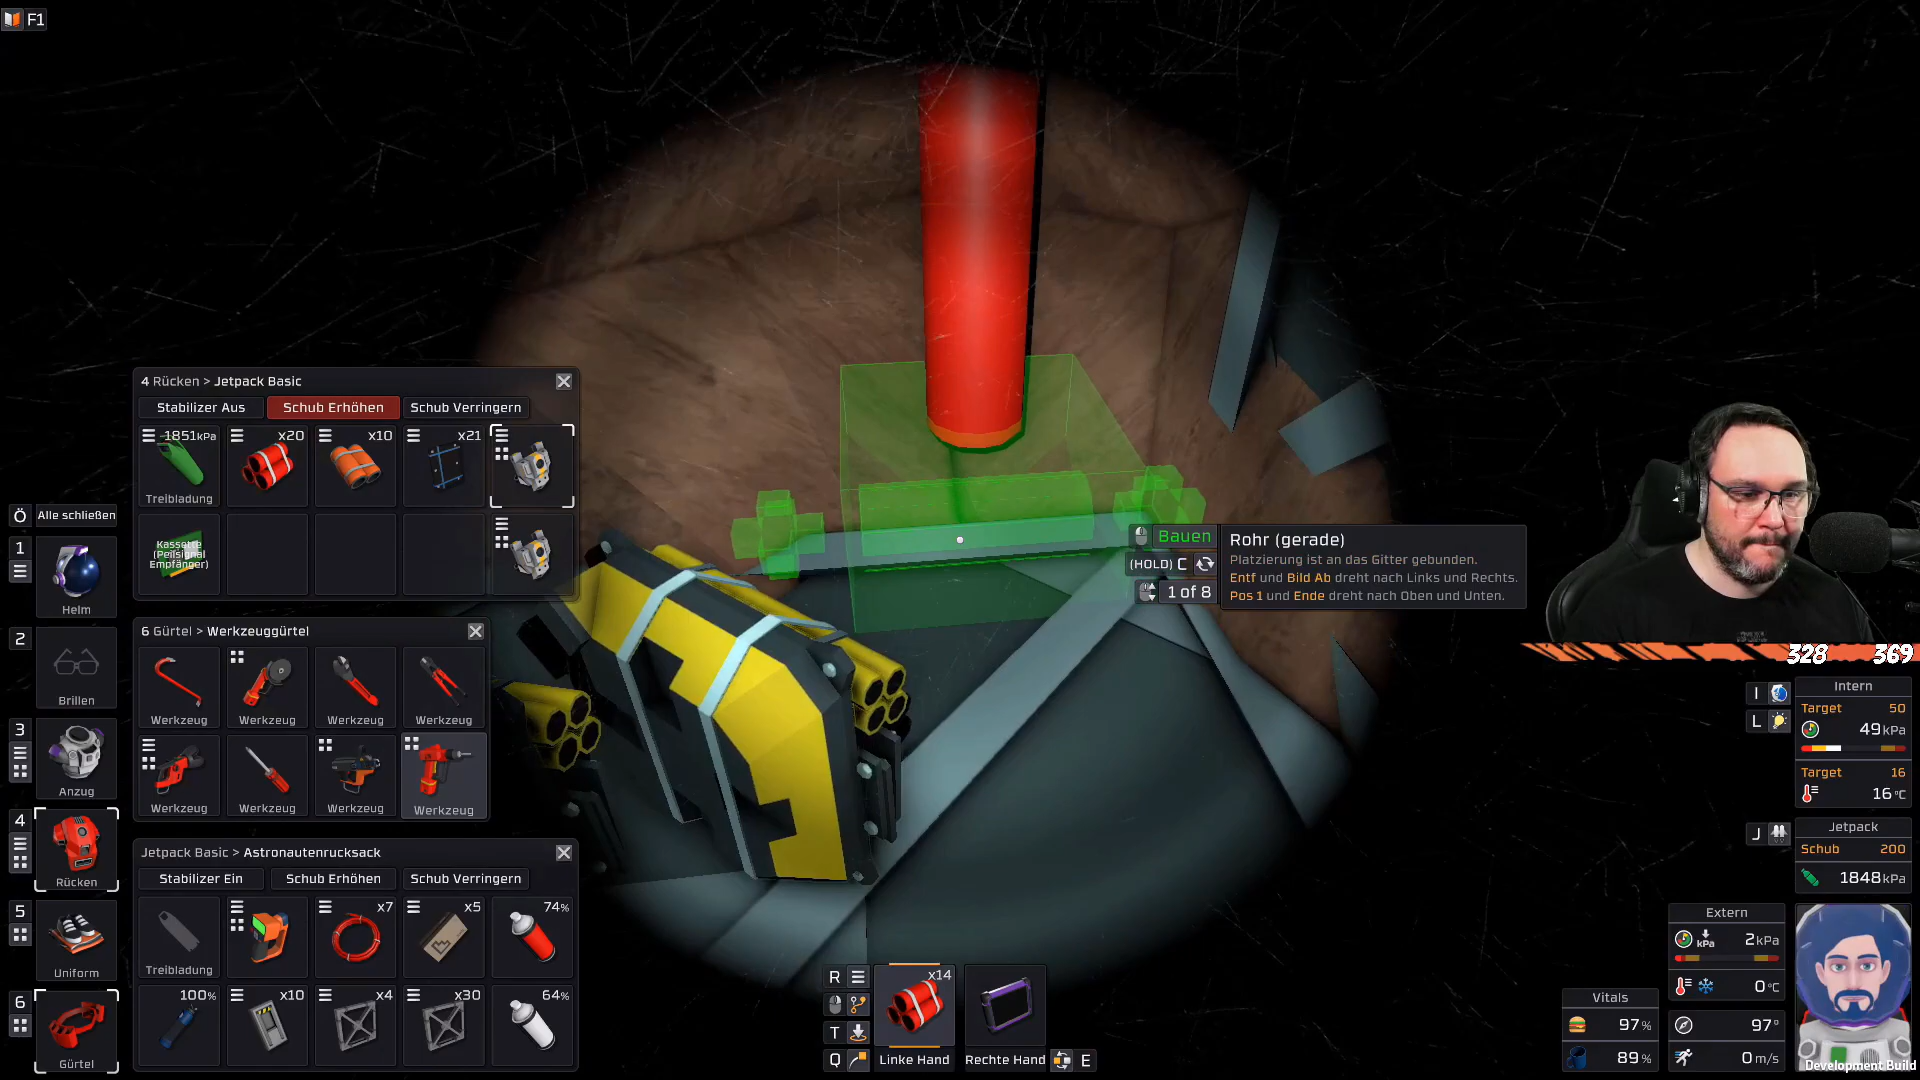 F1
4 Rücken > Jetpack Basic
Stabilizer Aus
Schub Erhöhen
Schub Verringern
1851kPa
x20
x10
x21
Treibladung
Kassette
(Peilsignal
Empfänger)
Ö
Alle schließen
1
Helm
2
Brillen
3
Anzug
4
Rücken
5
Uniform
6
Gürtel
6 Gürtel > Werkzeuggürtel
Werkzeug
Werkzeug
Werkzeug
Werkzeug
Werkzeug
Werkzeug
Werkzeug
Werkzeug
Jetpack Basic > Astronautenrucksack
Stabilizer Ein
Schub Erhöhen
Schub Verringern
x7
x5
74%
Treibladung
100%
x10
x4
x30
64%
Bauen
(HOLD) C
1 of 8
Rohr (gerade)
Platzierung ist an das Gitter gebunden.
Entf und Bild Ab dreht nach Links und Rechts.
Pos 1 und Ende dreht nach Oben und Unten.
R
T
Q
x14
Linke Hand
Rechte Hand
E
328
369
I
L
Intern
Target 50
49kPa
Target 16
16°C
J
Jetpack
Schub 200
1848kPa
Extern
kPa
2kPa
0°C
Vitals
97%
89%
97°
0m/s
Development Build